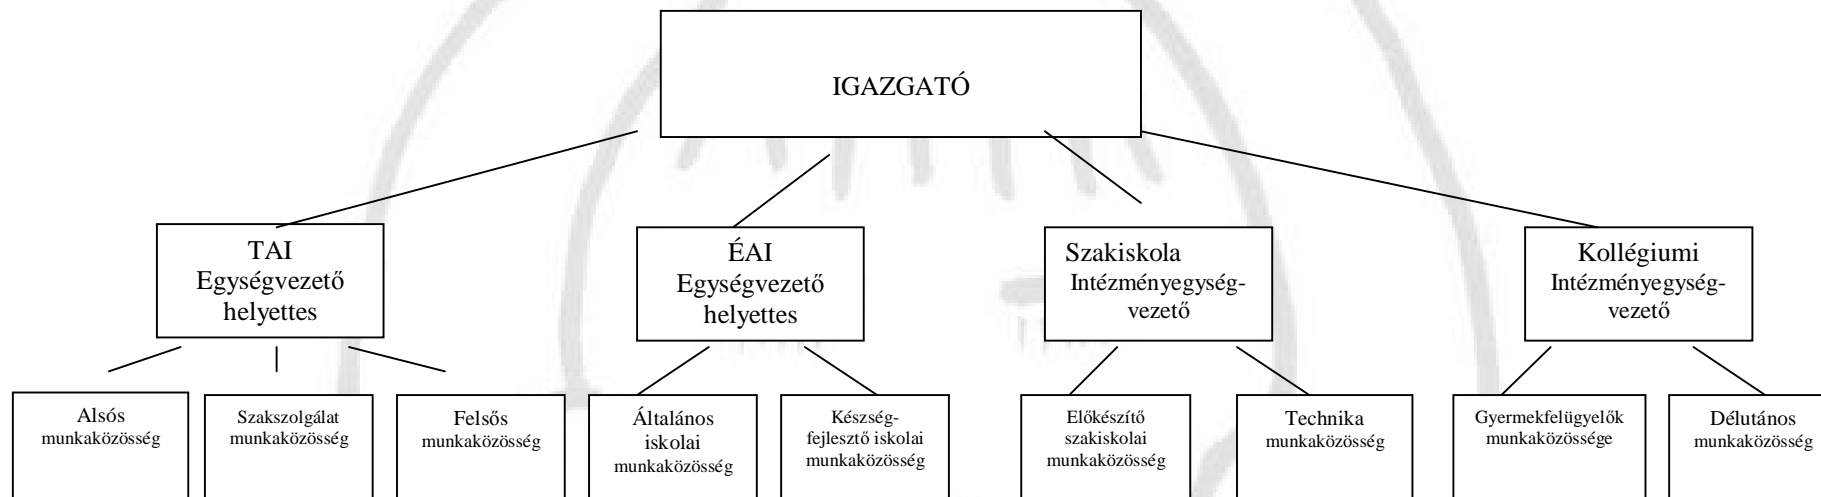 IGAZGATÓ
TAI
Egységvezető
helyettes
ÉAI
Egységvezető
helyettes
Szakiskola
Intézményegység-
vezető
Kollégiumi
Intézményegység-
vezető
Alsós
munkaközösség
Szakszolgálat
munkaközösség
Felsős
munkaközösség
Általános
iskolai
munkaközösség
Készség-
fejlesztő iskolai
munkaközösség
Előkészítő
szakiskolai
munkaközösség
Technika
munkaközösség
Gyermekfelügyelők
munkaközössége
Délutános
munkaközösség